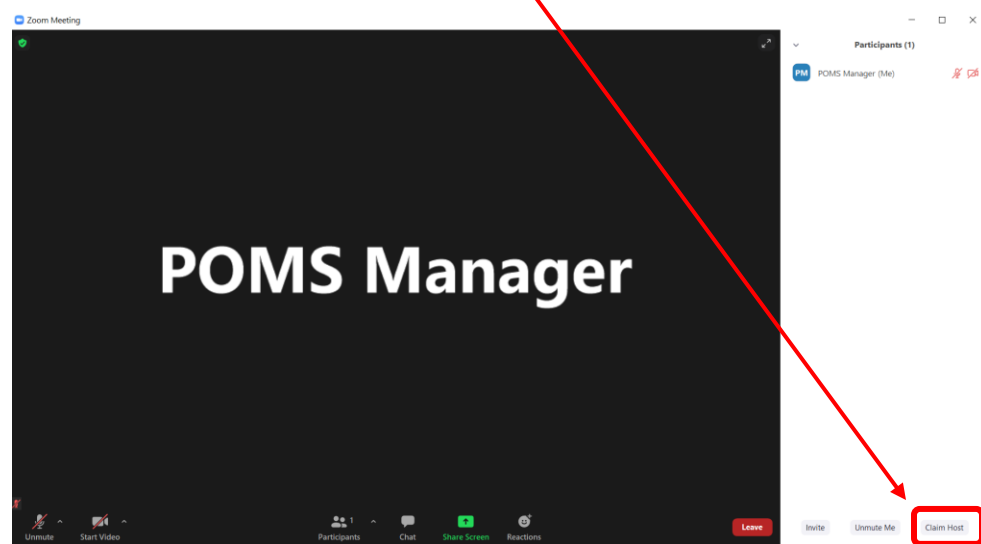 Zoom Meeting
Participants (1)
PM POMS Manager (Me)
POMS Manager
Unmute Start Video Participants 1 Chat Share Screen Reactions Leave
Invite Unmute Me Claim Host